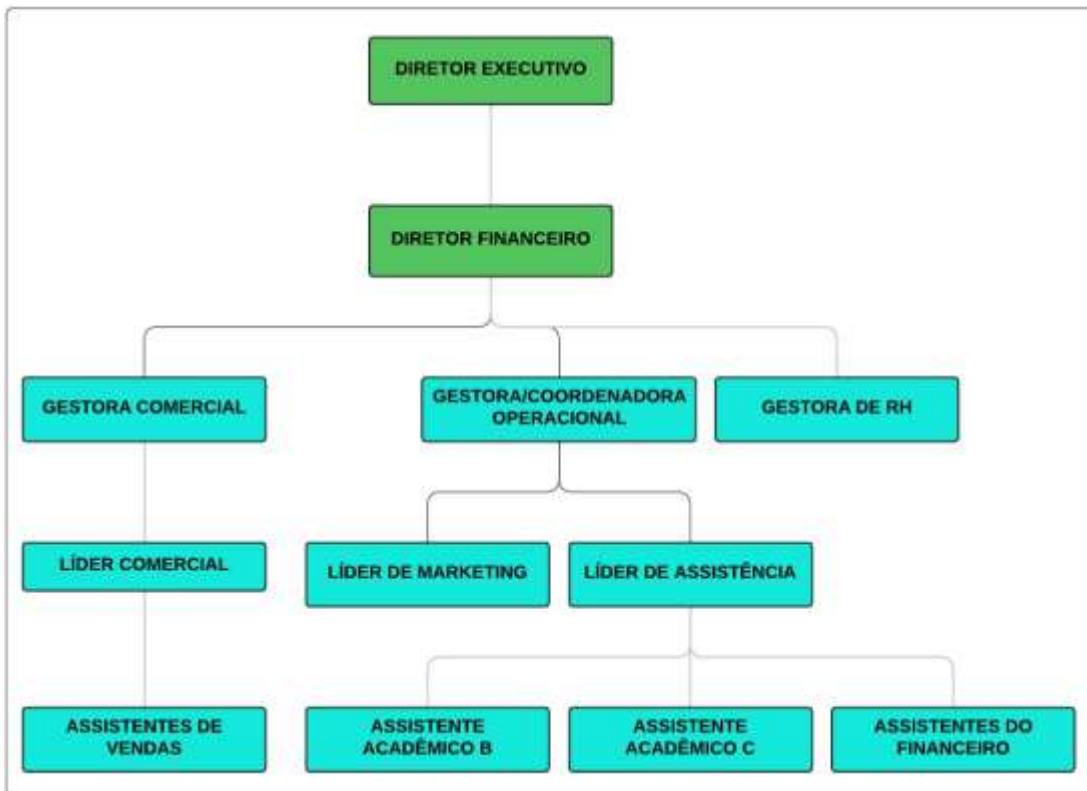 DIRETOR EXECUTIVO
DIRETOR FINANCEIRO
GESTORA COMERCIAL
GESTORA/COORDENADORA
OPERACIONAL
GESTORA DE RH
LÍDER COMERCIAL
LÍDER DE MARKETING
LÍDER DE ASSISTÊNCIA
ASSISTENTES DE
VENDAS
ASSISTENTE
ACADÊMICO B
ASSISTENTE
ACADÊMICO C
ASSISTENTES DO
FINANCEIRO